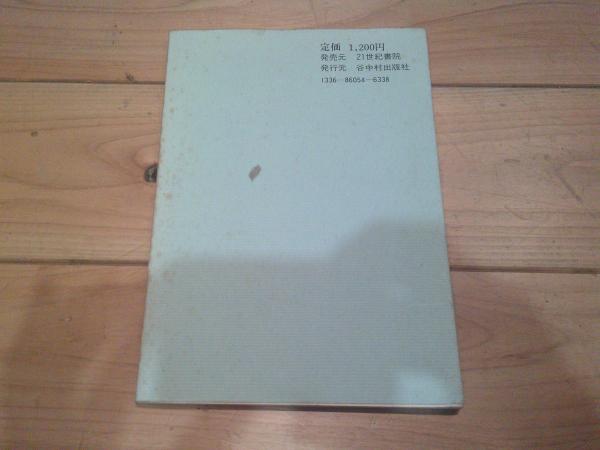 定価 1,200円
発売元 21世紀書院
発行元 谷中村出版社
1336—86054—6338